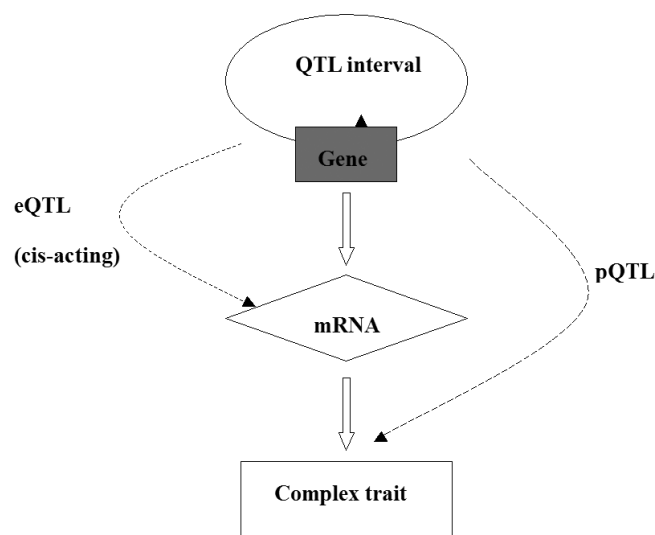 QTL interval
Gene
eQTL
(cis-acting)
pQTL
mRNA
Complex trait